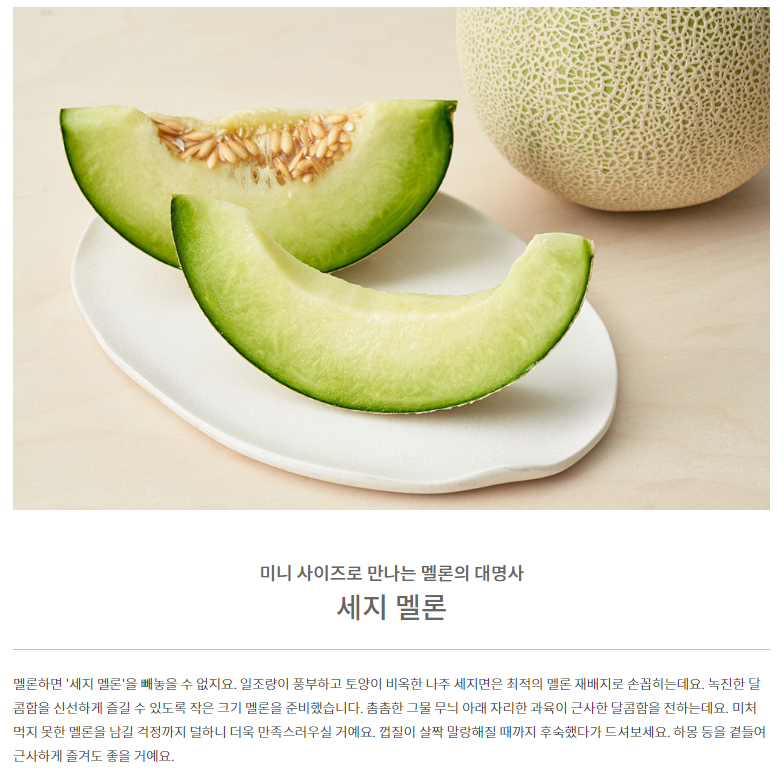 미니 사이즈로 만나는 멜론의 대명사
세지 멜론
멜론하면 '세지 멜론'을 빼놓을 수 없지요. 일조량이 풍부하고 토양이 비옥한 나주 세지면은 최적의 멜론 재배지로 손꼽히는데요. 녹진한 달
콤함을 신선하게 즐길 수 있도록 작은 크기 멜론을 준비했습니다. 촘촘한 그물 무늬 아래 자리한 과육이 근사한 달콤함을 전하는데요. 미처
먹지 못한 멜론을 남길 걱정까지 덜하니 더욱 만족스러우실 거예요. 껍질이 살짝 말랑해질 때까지 후숙했다가 드셔보세요. 하몽 등을 곁들여
근사하게 즐겨도 좋을 거예요.